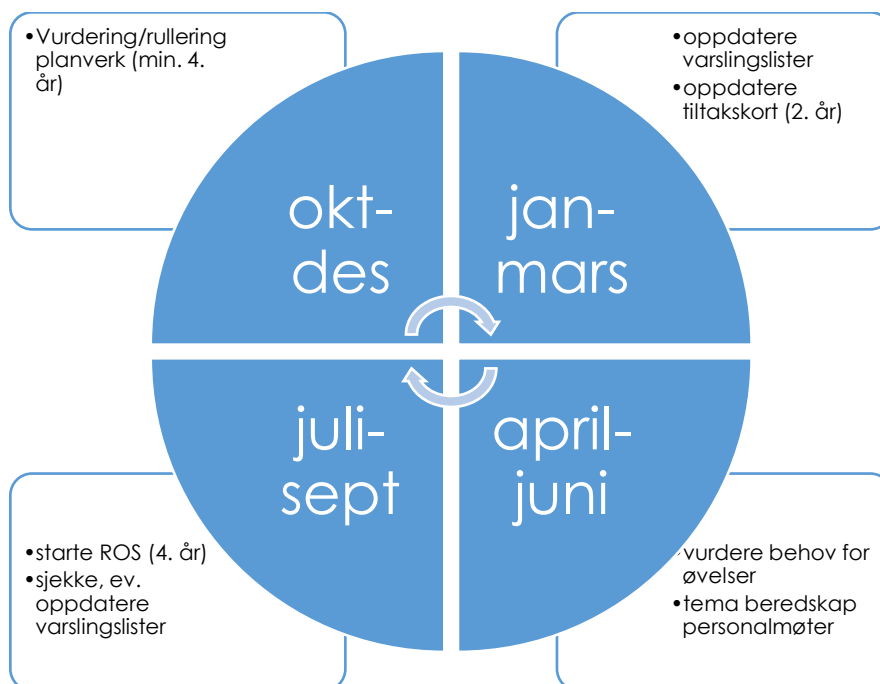 •Vurdering/rullering
planverk (min. 4.
år)
•oppdatere
varslingslister
•oppdatere
tiltakskort (2. år)
okt-
des
jan-
mars
juli-
sept
april-
juni
•starte ROS (4. år)
•sjekke, ev.
oppdatere
varslingslister
•vurdere behov for
øvelser
•tema beredskap
personalmøter